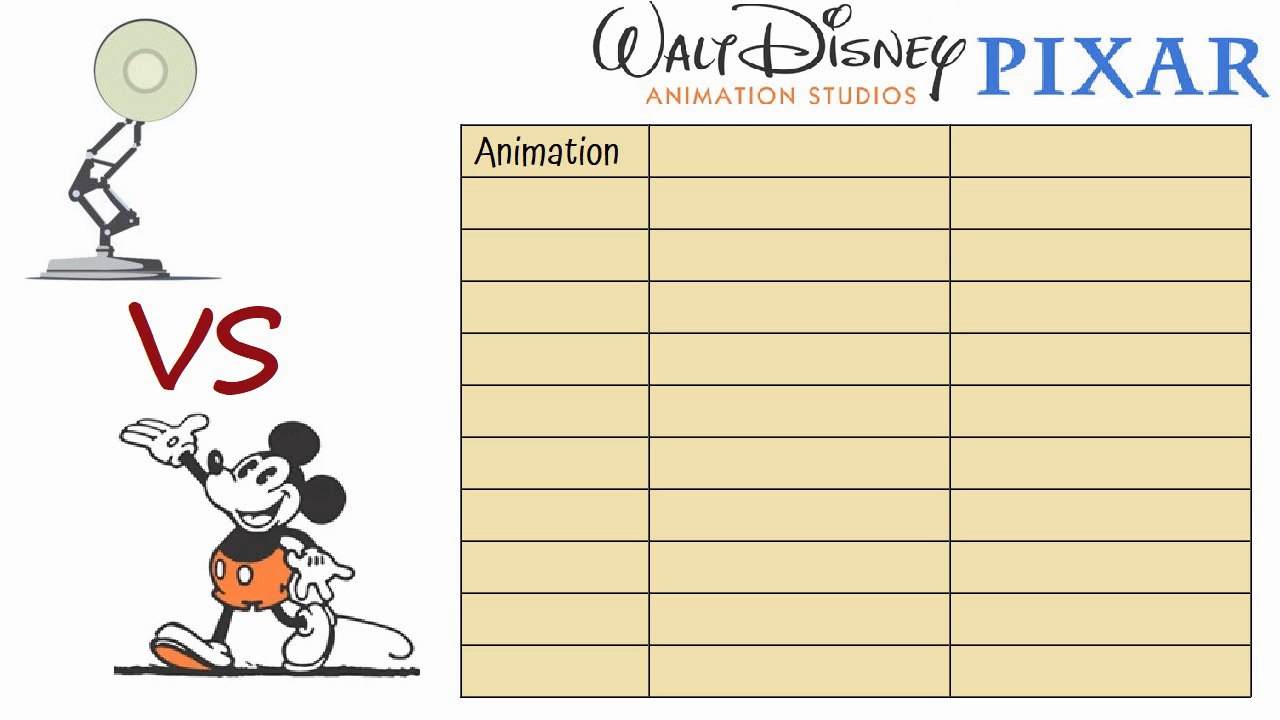 WALT DISNEY
ANIMATION STUDIOS
PIXAR
Animation
VS